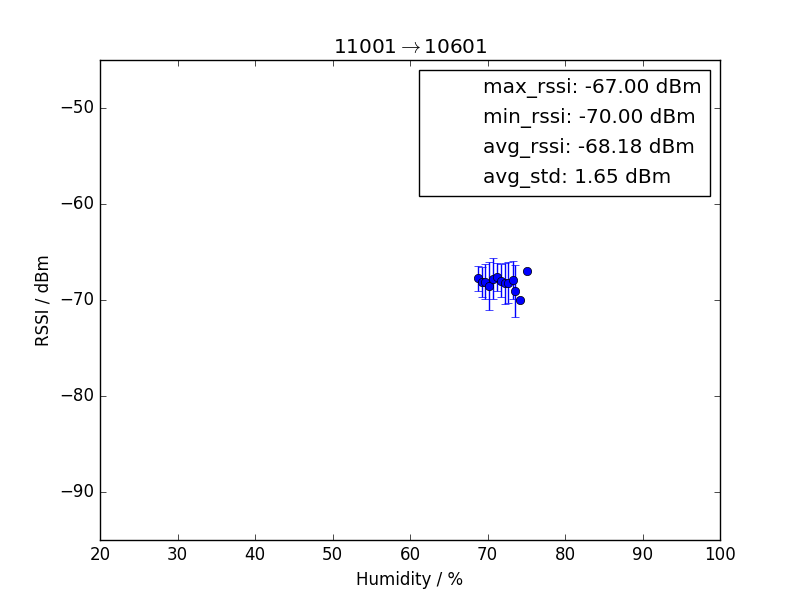 11001→10601
max_rssi: -67.00 dBm
min_rssi: -70.00 dBm
avg_rssi: -68.18 dBm
avg_std: 1.65 dBm
−50
−60
−70
−80
−90
RSSI / dBm
20 30 40 50 60 70 80 90 100
Humidity / %